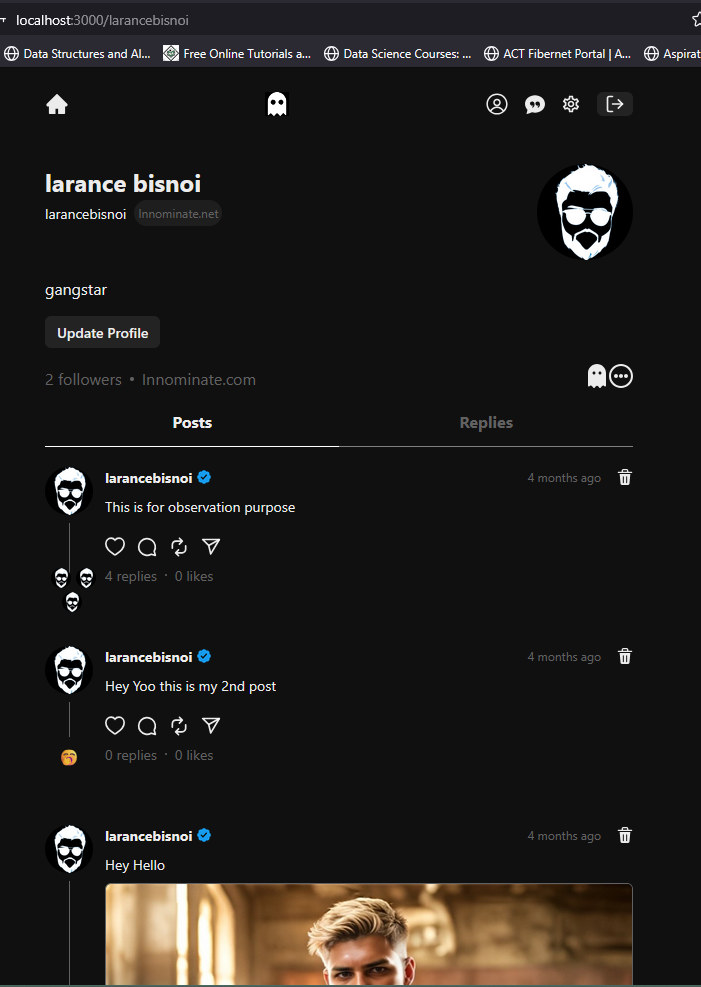 localhost:3000/larancebisnoi
Data Structures and Al... Free Online Tutorials a... Data Science Courses: ... ACT Fibernet Portal | A... Aspirat
larance bisnoi
larancebisnoi Innominate.net
gangstar
Update Profile
2 followers • Innominate.com
Posts Replies
larancebisnoi 4 months ago
This is for observation purpose
4 replies · 0 likes
larancebisnoi 4 months ago
Hey Yoo this is my 2nd post
0 replies · 0 likes
larancebisnoi 4 months ago
Hey Hello